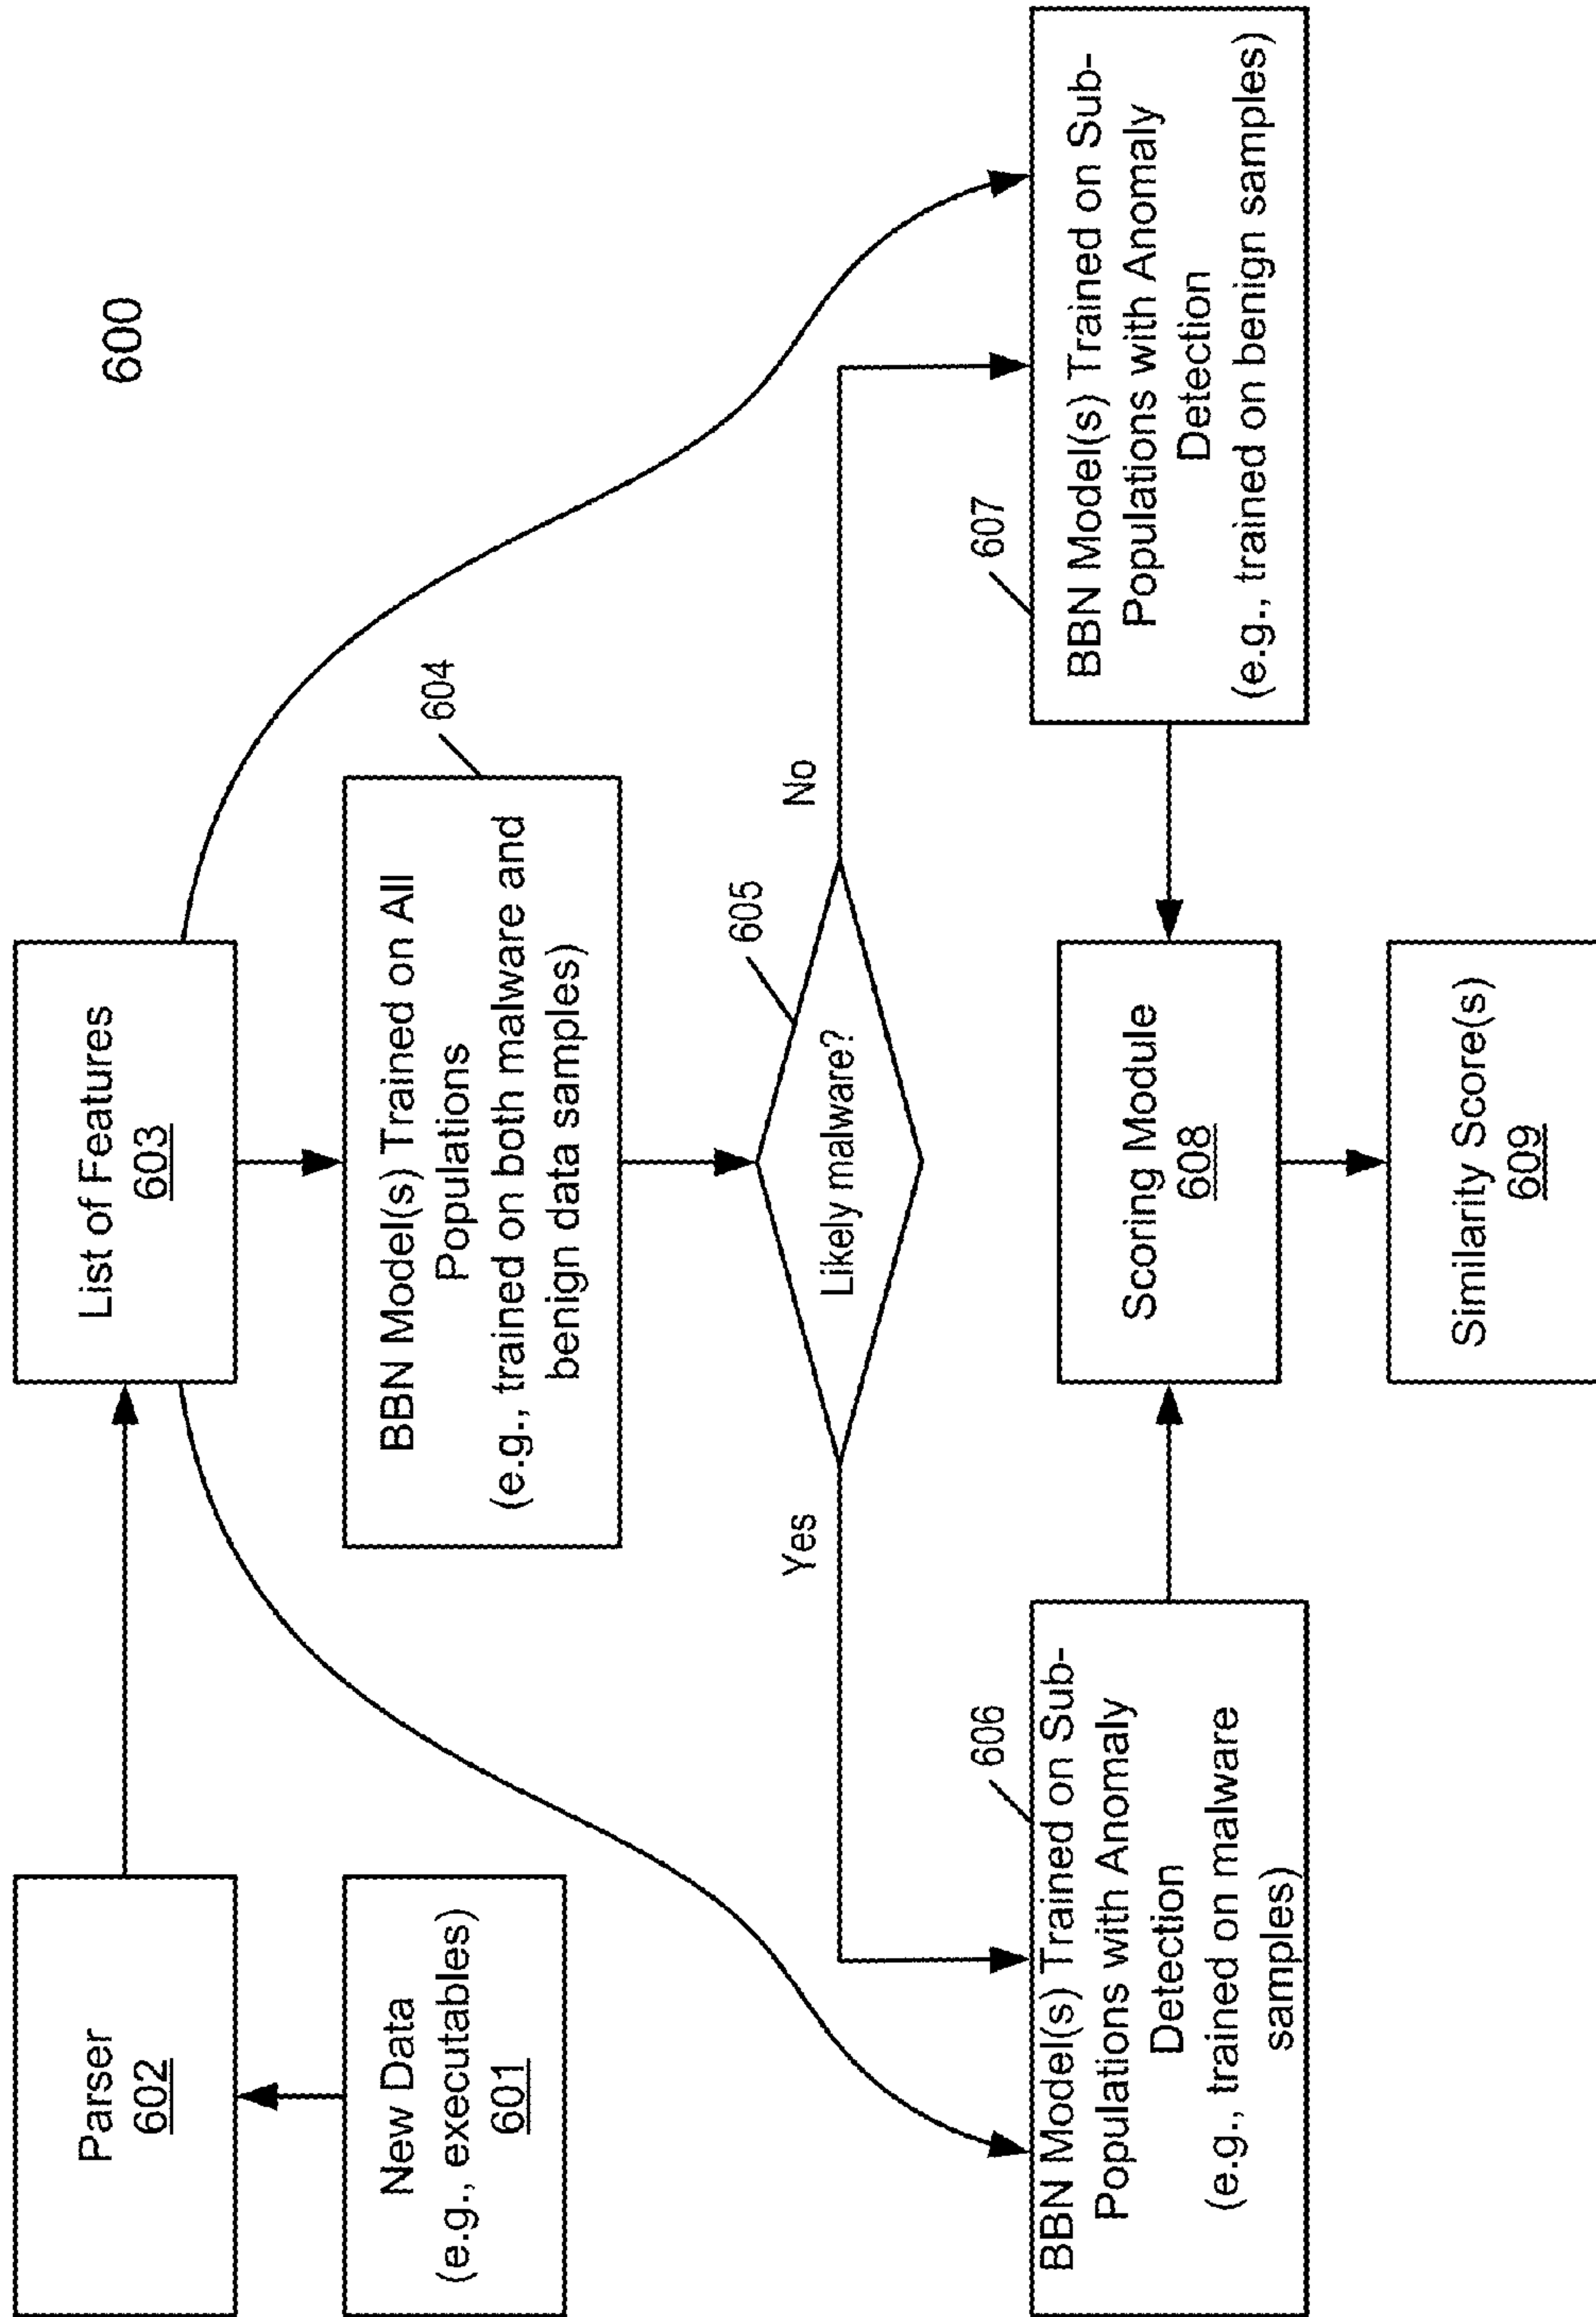 600
Parser
602
New Data
(e.g., executables)
601
List of Features
603
604
BBN Model(s) Trained on All
Populations
(e.g., trained on both malware and
benign data samples)
605
Likely malware?
Yes
No
606
BBN Model(s) Trained on Sub-
Populations with Anomaly
Detection
(e.g., trained on malware
samples)
607
BBN Model(s) Trained on Sub-
Populations with Anomaly
Detection
(e.g., trained on benign samples)
Scoring Module
608
Similarity Score(s)
609